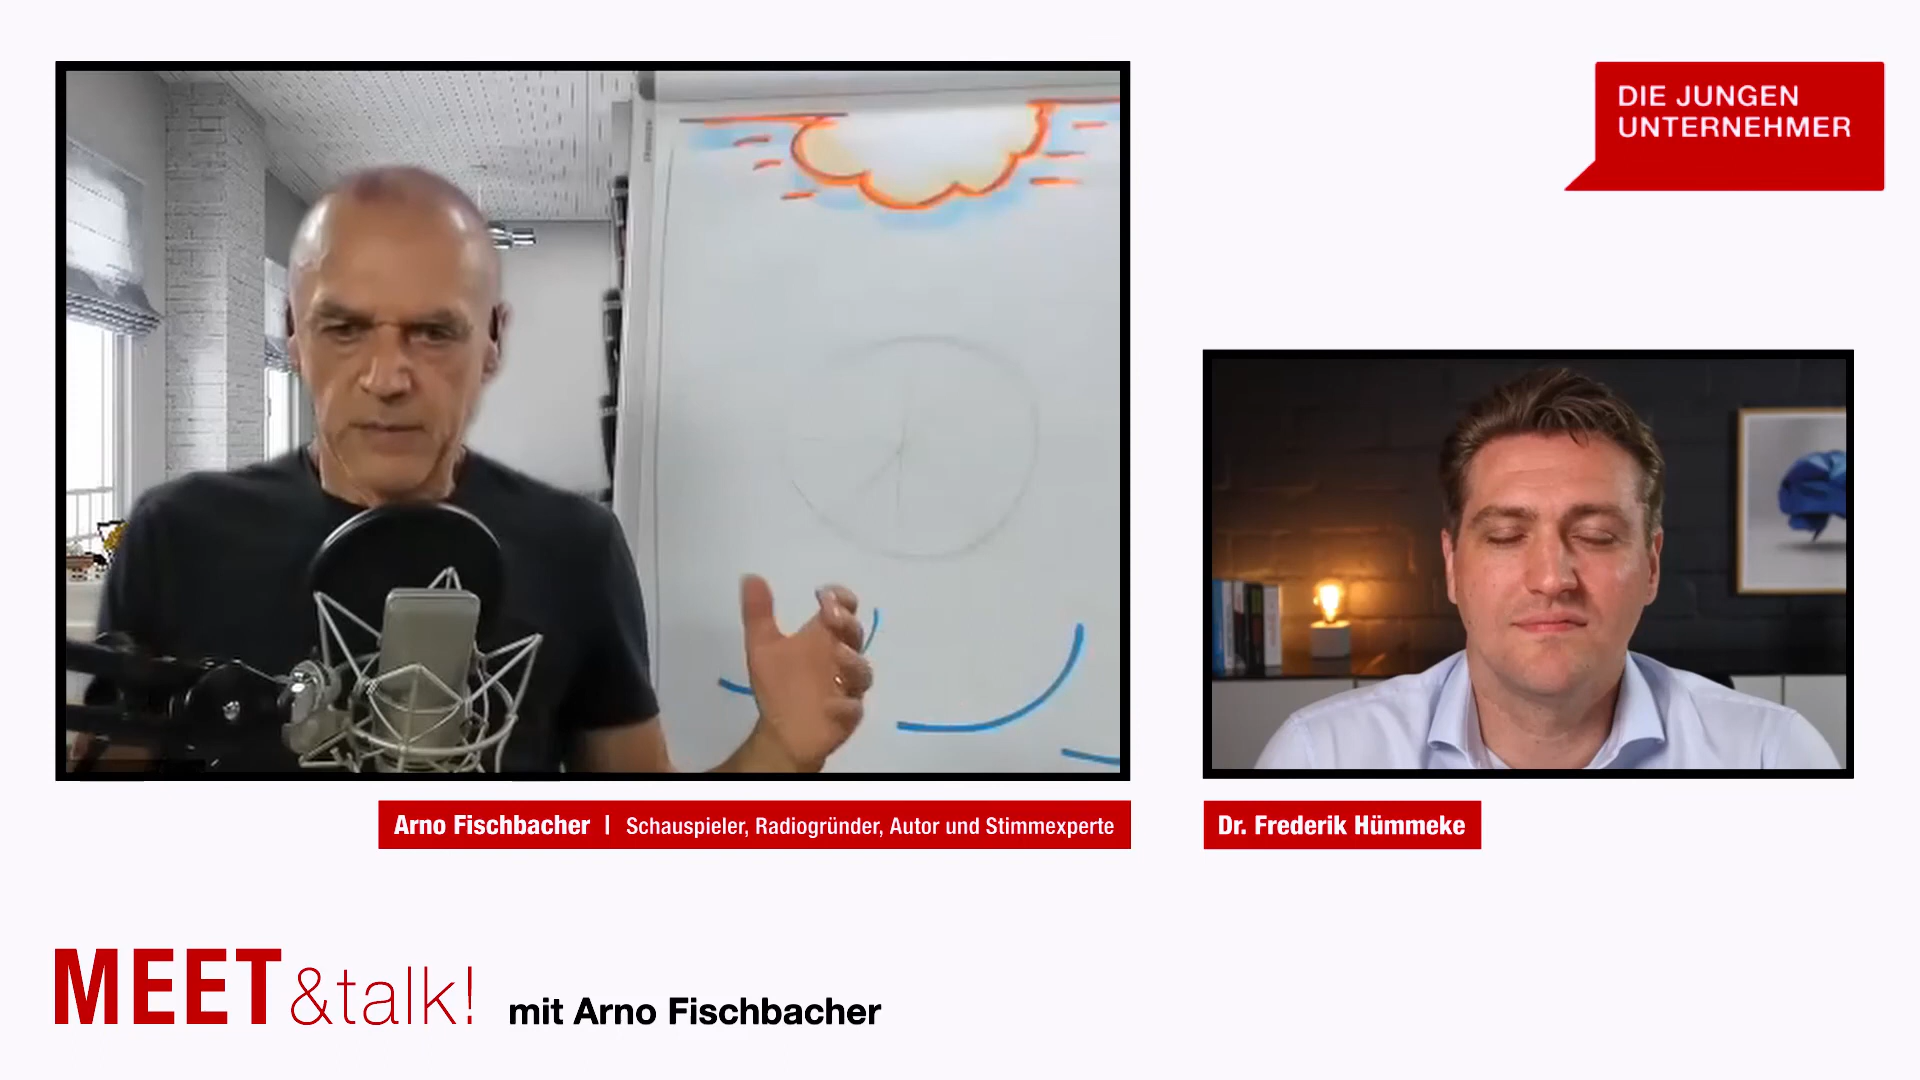 DIE JUNGEN
UNTERNEHMER
Arno Fischbacher | Schauspieler, Radiogründer, Autor und Stimmexperte
Dr. Frederik Hümmeke
MEET&talk! mit Arno Fischbacher